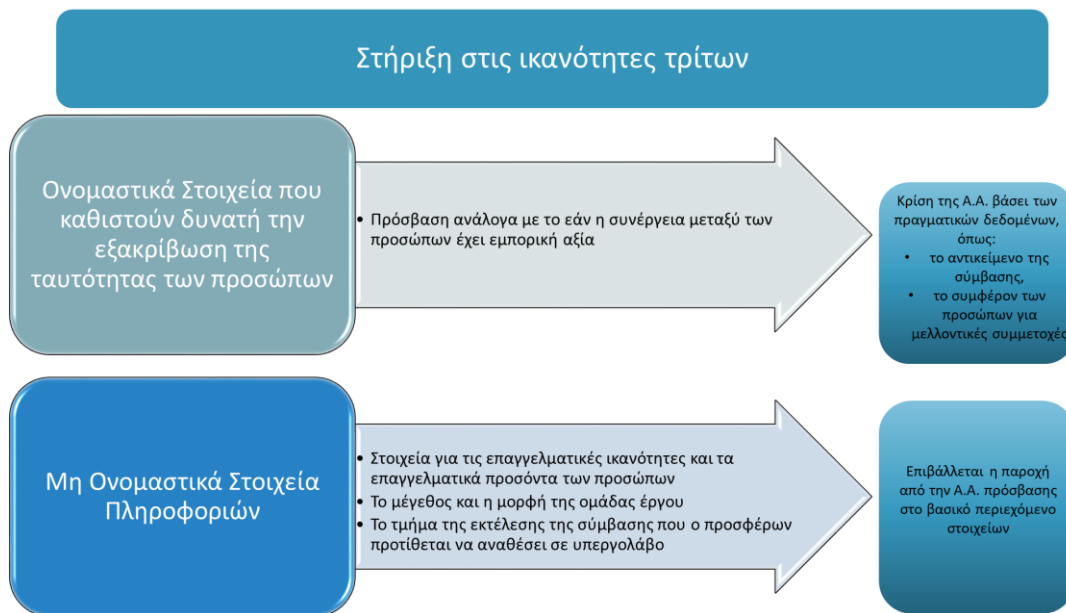 Στήριξη στις ικανότητες τρίτων
Ονομαστικά Στοιχεία που
καθιστούν δυνατή την
εξακρίβωση της
ταυτότητας των προσώπων
• Πρόσβαση ανάλογα με το εάν η συνέργεια μεταξύ των
προσώπων έχει εμπορική αξία
Κρίση της Α.Α. βάσει των
πραγματικών δεδομένων,
όπως:
• το αντικείμενο της
σύμβασης,
• το συμφέρον των
προσώπων για
μελλοντικές συμμετοχές
Μη Ονομαστικά Στοιχεία
Πληροφοριών
• Στοιχεία για τις επαγγελματικές ικανότητες και τα
επαγγελματικά προσόντα των προσώπων
• Το μέγεθος και η μορφή της ομάδας έργου
• Το τμήμα της εκτέλεσης της σύμβασης που ο προσφέρων
προτίθεται να αναθέσει σε υπεργολάβο
Επιβάλλεται η παροχή
από την Α.Α. πρόσβασης
στο βασικό περιεχόμενο
στοιχείων